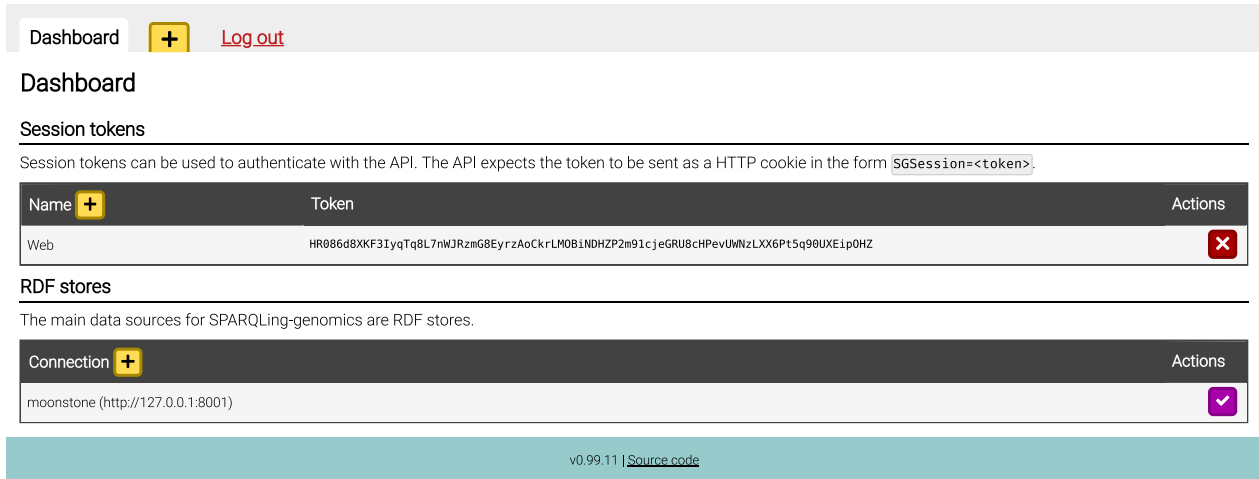 Dashboard + Log out
Dashboard
Session tokens
Session tokens can be used to authenticate with the API. The API expects the token to be sent as a HTTP cookie in the form SGSession=<token>.
Name + Token Actions
Web HR086d8XKF3IyqTq8L7nWJRzmG8EyrzAoCkrLMOBiNDHZP2m91cjeGRU8cHPevUWNzLXX6Pt5q90UXEipOHZ
RDF stores
The main data sources for SPARQLing-genomics are RDF stores.
Connection + Actions
moonstone (http://127.0.0.1:8001)
v0.99.11 | Source code